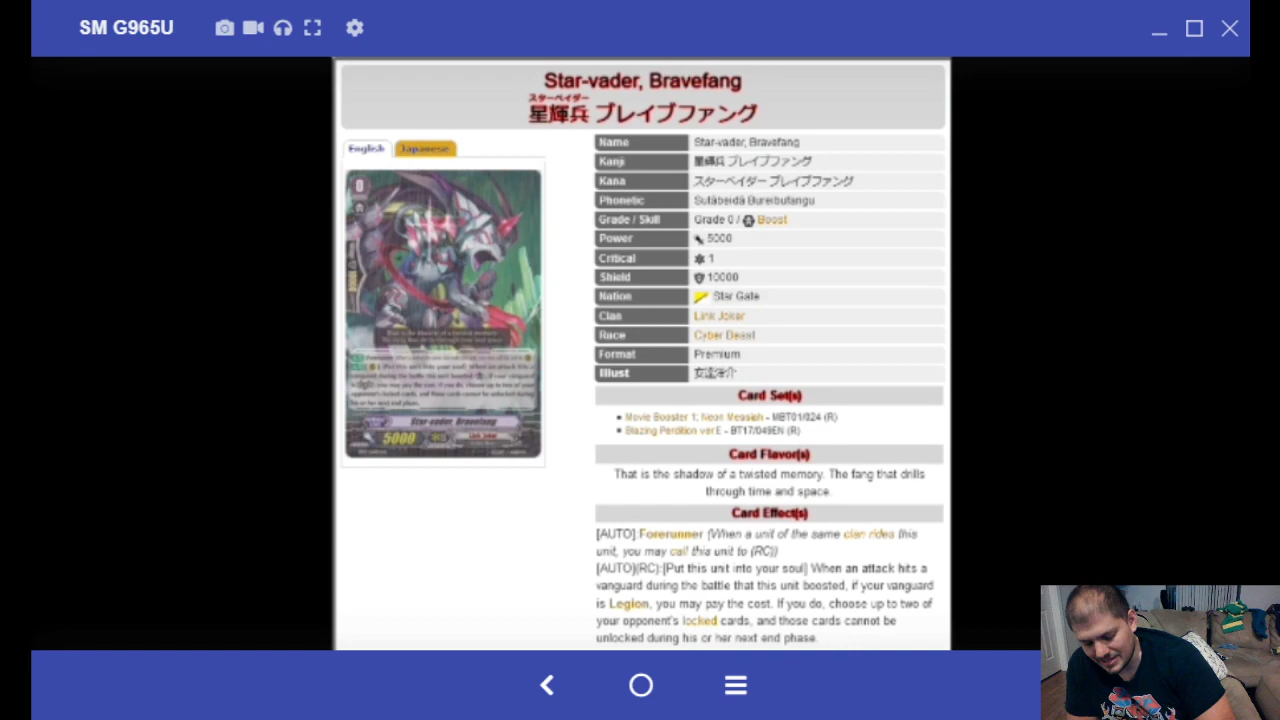 SM G965U
Star-vader, Bravefang
スターベイダー
星輝兵 ブレイブファング
English Japanese
Name Star-vader, Bravefang
Kanji 星輝兵 ブレイブファング
Kana スターベイダー ブレイブファング
Phonetic Sutābeidā Bureibufangu
Grade / Skill Grade 0 / Boost
Power 5000
Critical 1
Shield 10000
Nation Star Gate
Clan Link Joker
Race Cyber Beast
Format Premium
Illust
Card Set(s)
• Movie Booster 1: Neon Messiah - MBT01/024 (R)
• Blazing Perdition ver.E - BT17/049EN (R)
Card Flavor(s)
That is the shadow of a twisted memory. The fang that drills
through time and space.
Card Effect(s)
[AUTO]:Forerunner (When a unit of the same clan rides this
unit, you may call this unit to (RC))
[AUTO](RC):[Put this unit into your soul] When an attack hits a
vanguard during the battle that this unit boosted, if your vanguard
is Legion, you may pay the cost. If you do, choose up to two of
your opponent's locked cards, and those cards cannot be
unlocked during his or her next end phase.
0
Star-vader, Bravefang
5000
Link Joker